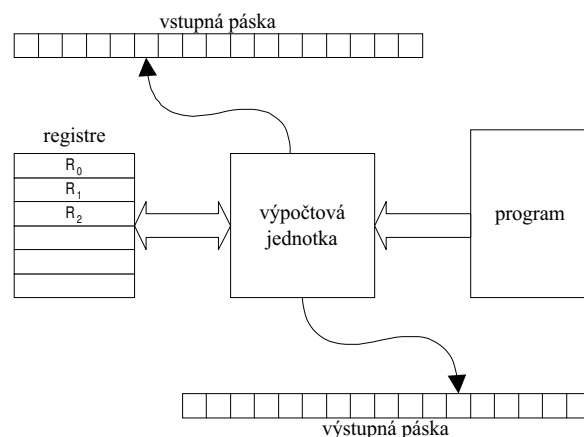 vstupná páska
registre
R0
R1
R2
výpočtová
jednotka
program
výstupná páska